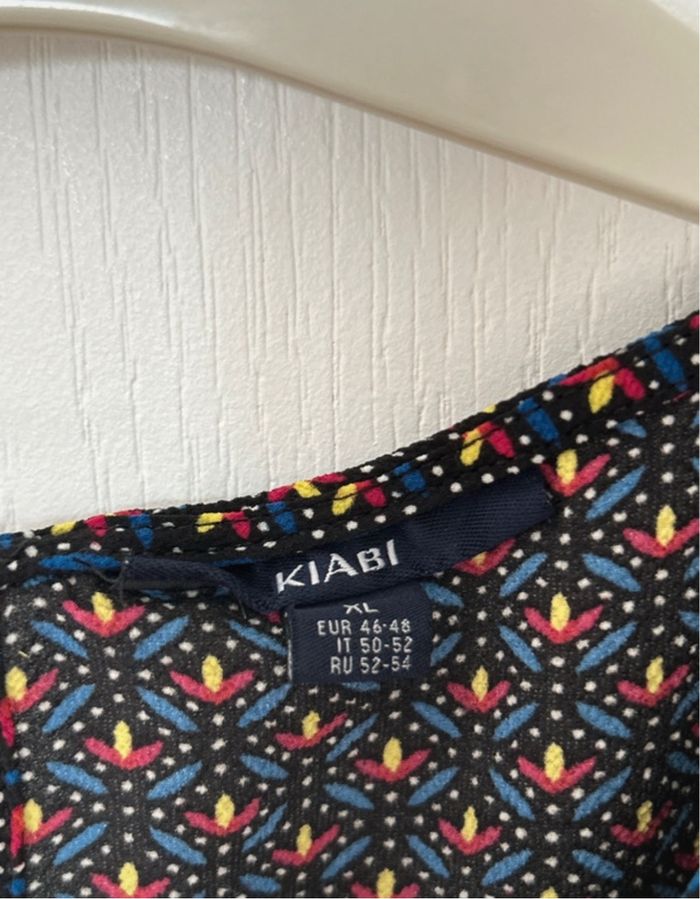 KIABI
XL
EUR 46-48
IT 50-52
RU 52-54